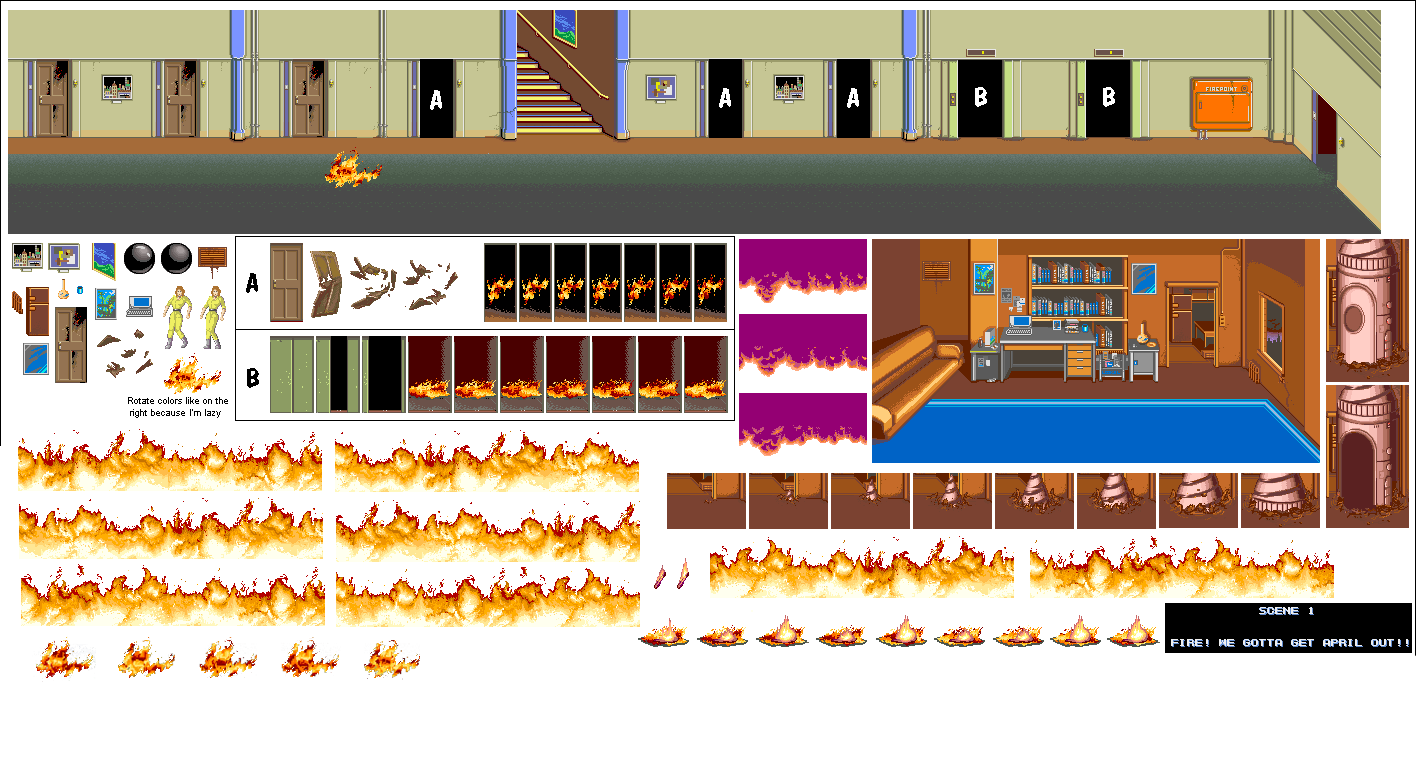 A
A
A
B
B
FIREPOINT
A
B
Rotate colors like on the
right because I'm lazy
SCENE 1
FIRE! WE GOTTA GET APRIL OUT!!